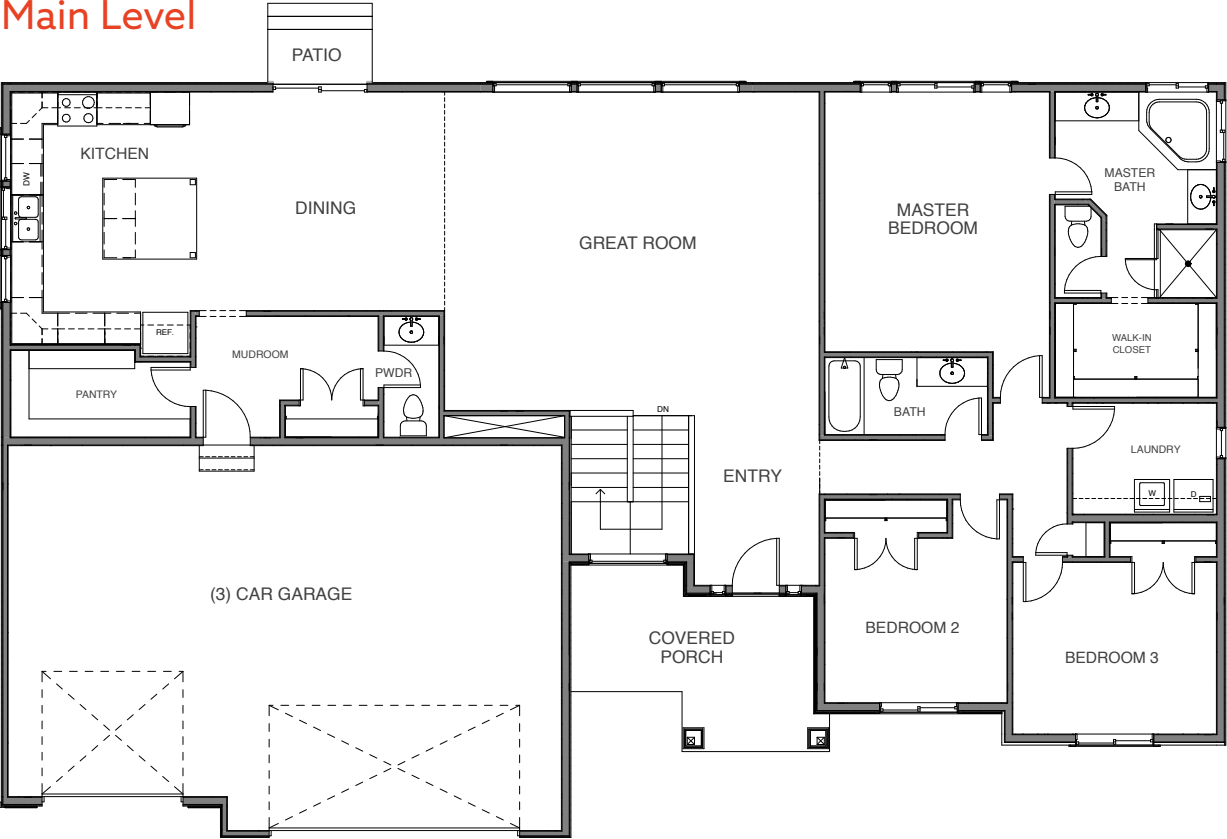 Main Level
PATIO
KITCHEN
DW
DINING
GREAT ROOM
MASTER
BEDROOM
MASTER
BATH
REF.
MUDROOM
PWDR
PANTRY
WALK-IN
CLOSET
BATH
DN
ENTRY
LAUNDRY
W
D
(3) CAR GARAGE
COVERED
PORCH
BEDROOM 2
BEDROOM 3